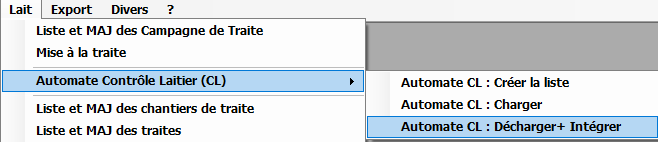 Lait Export Divers ?
Liste et MAJ des Campagne de Traite
Mise à la traite
Automate Contrôle Laitier (CL)
Automate CL : Créer la liste
Automate CL : Charger
Automate CL : Décharger+ Intégrer
Liste et MAJ des chantiers de traite
Liste et MAJ des traites